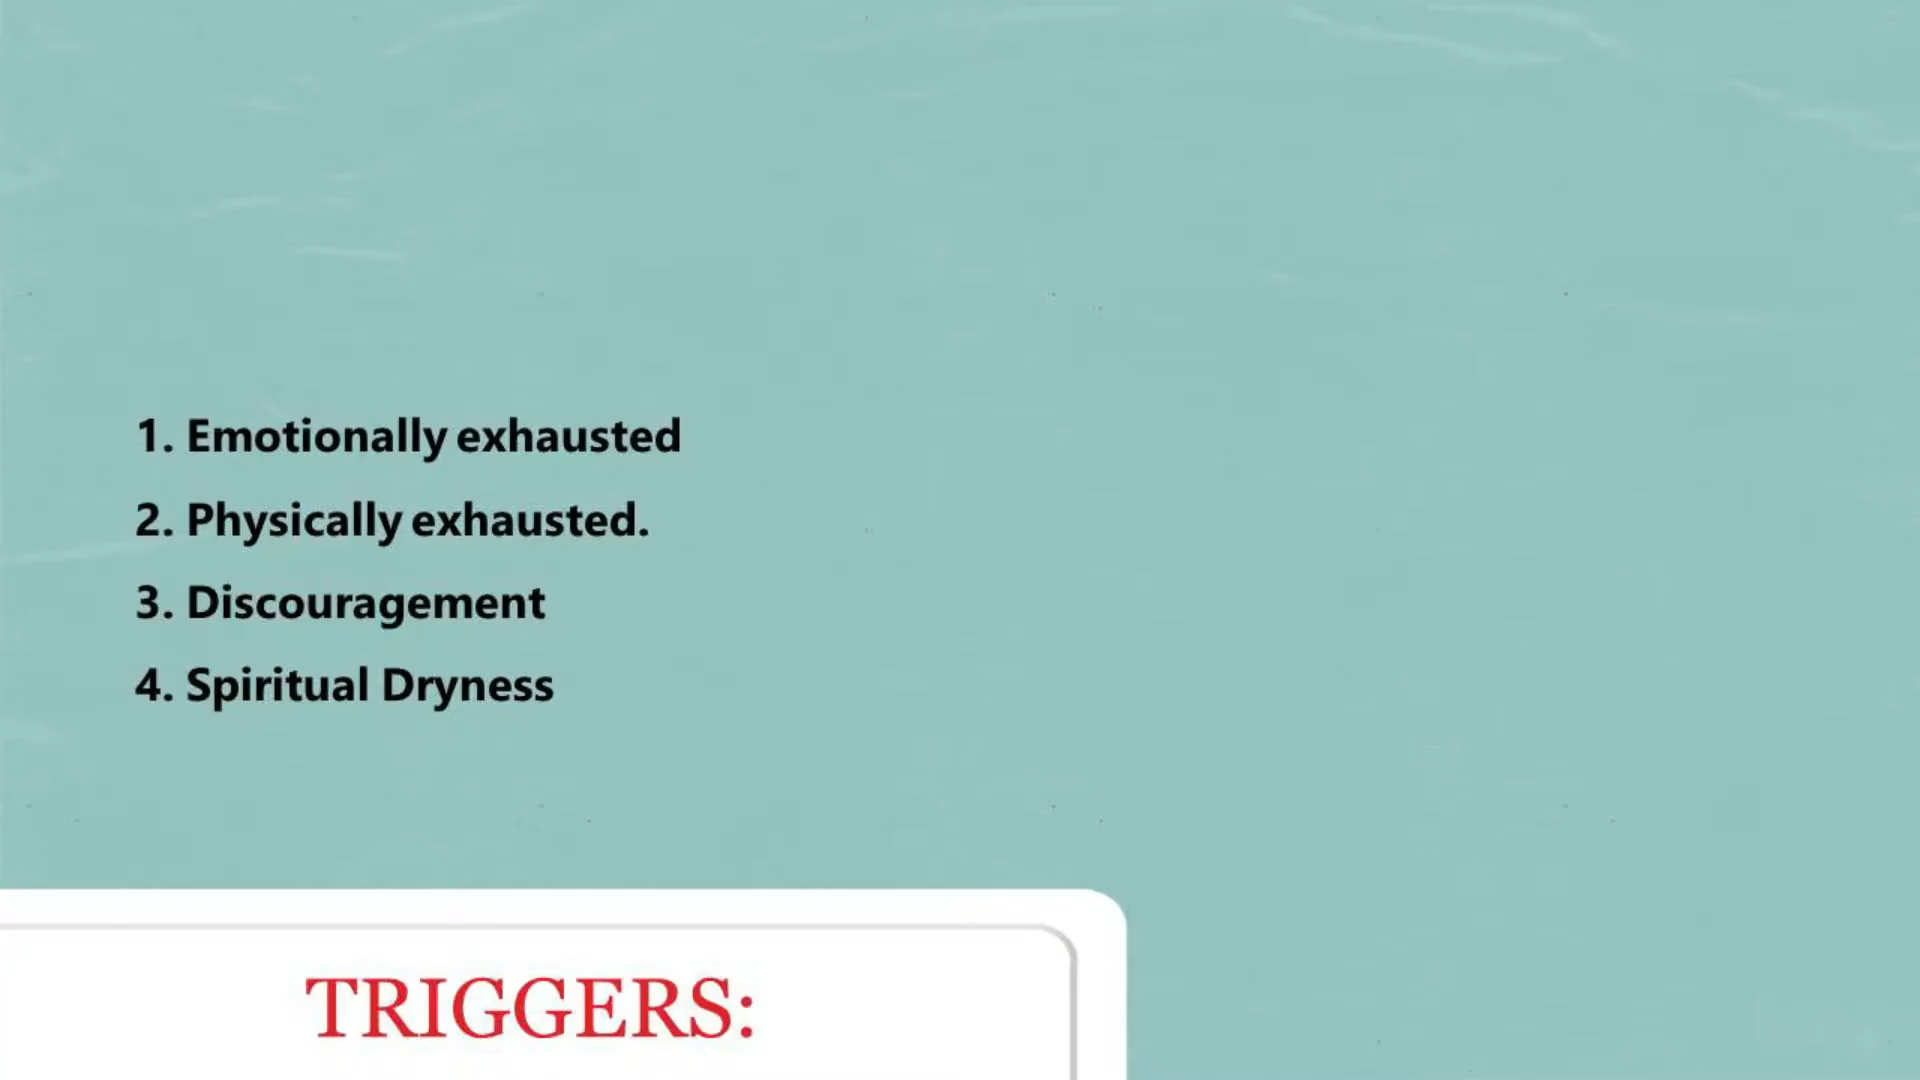 1. Emotionally exhausted
2. Physically exhausted.
3. Discouragement
4. Spiritual Dryness
TRIGGERS: